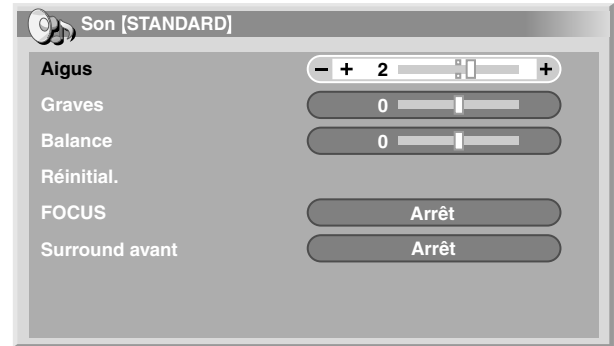 Son [STANDARD]
Aigus − + 2 +
Graves 0
Balance 0
Réinitial.
FOCUS Arrêt
Surround avant Arrêt